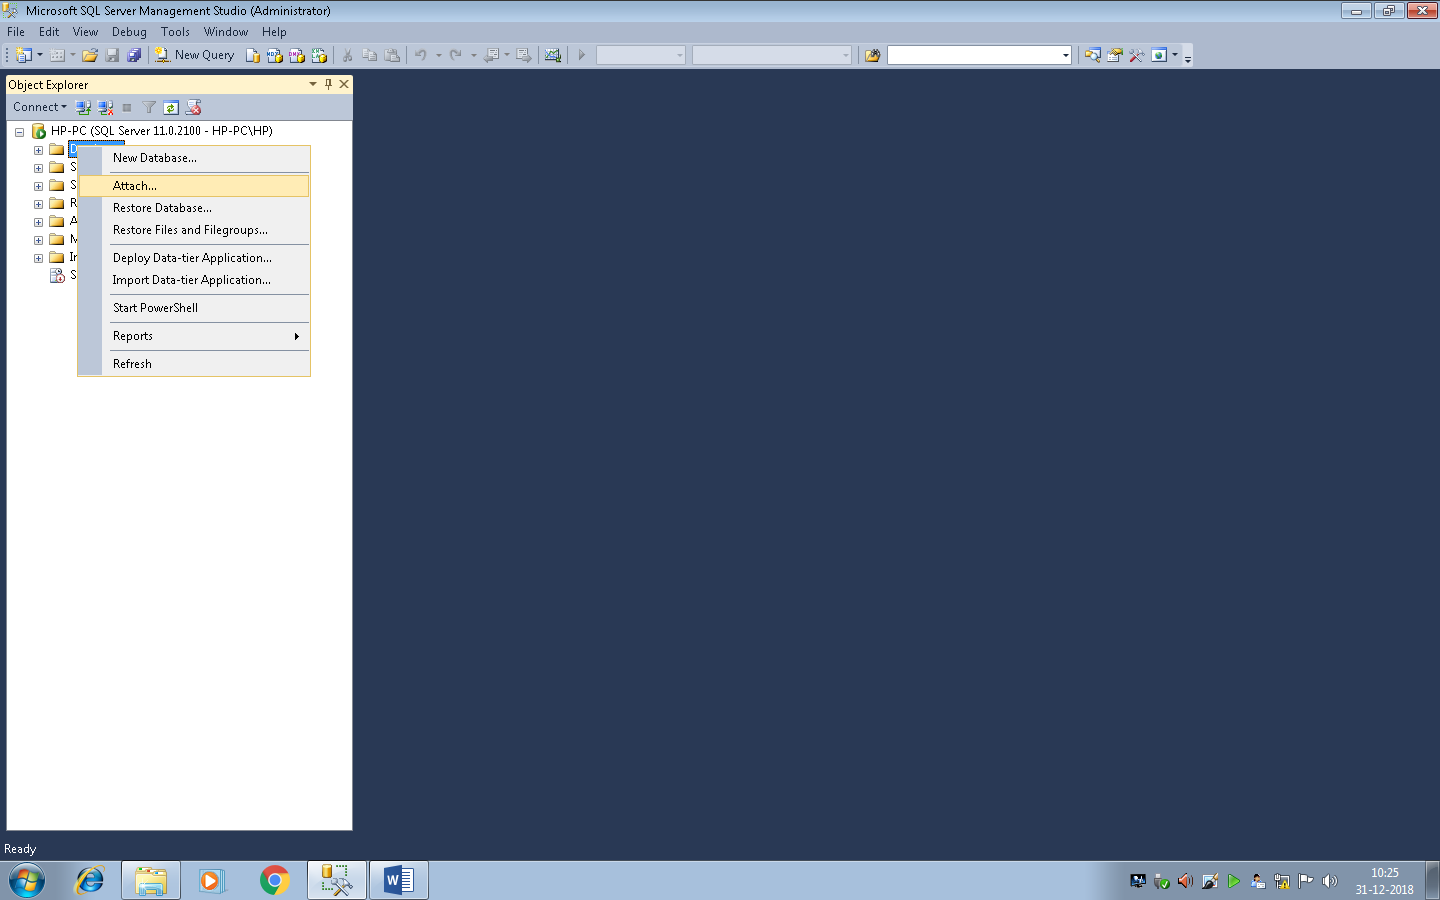 Microsoft SQL Server Management Studio (Administrator)
File Edit View Debug Tools Window Help
New Query
Object Explorer
Connect
HP-PC (SQL Server 11.0.2100 - HP-PC\HP)
New Database...
Attach...
Restore Database...
Restore Files and Filegroups...
Deploy Data-tier Application...
Import Data-tier Application...
Start PowerShell
Reports
Refresh
Ready
10:25
31-12-2018